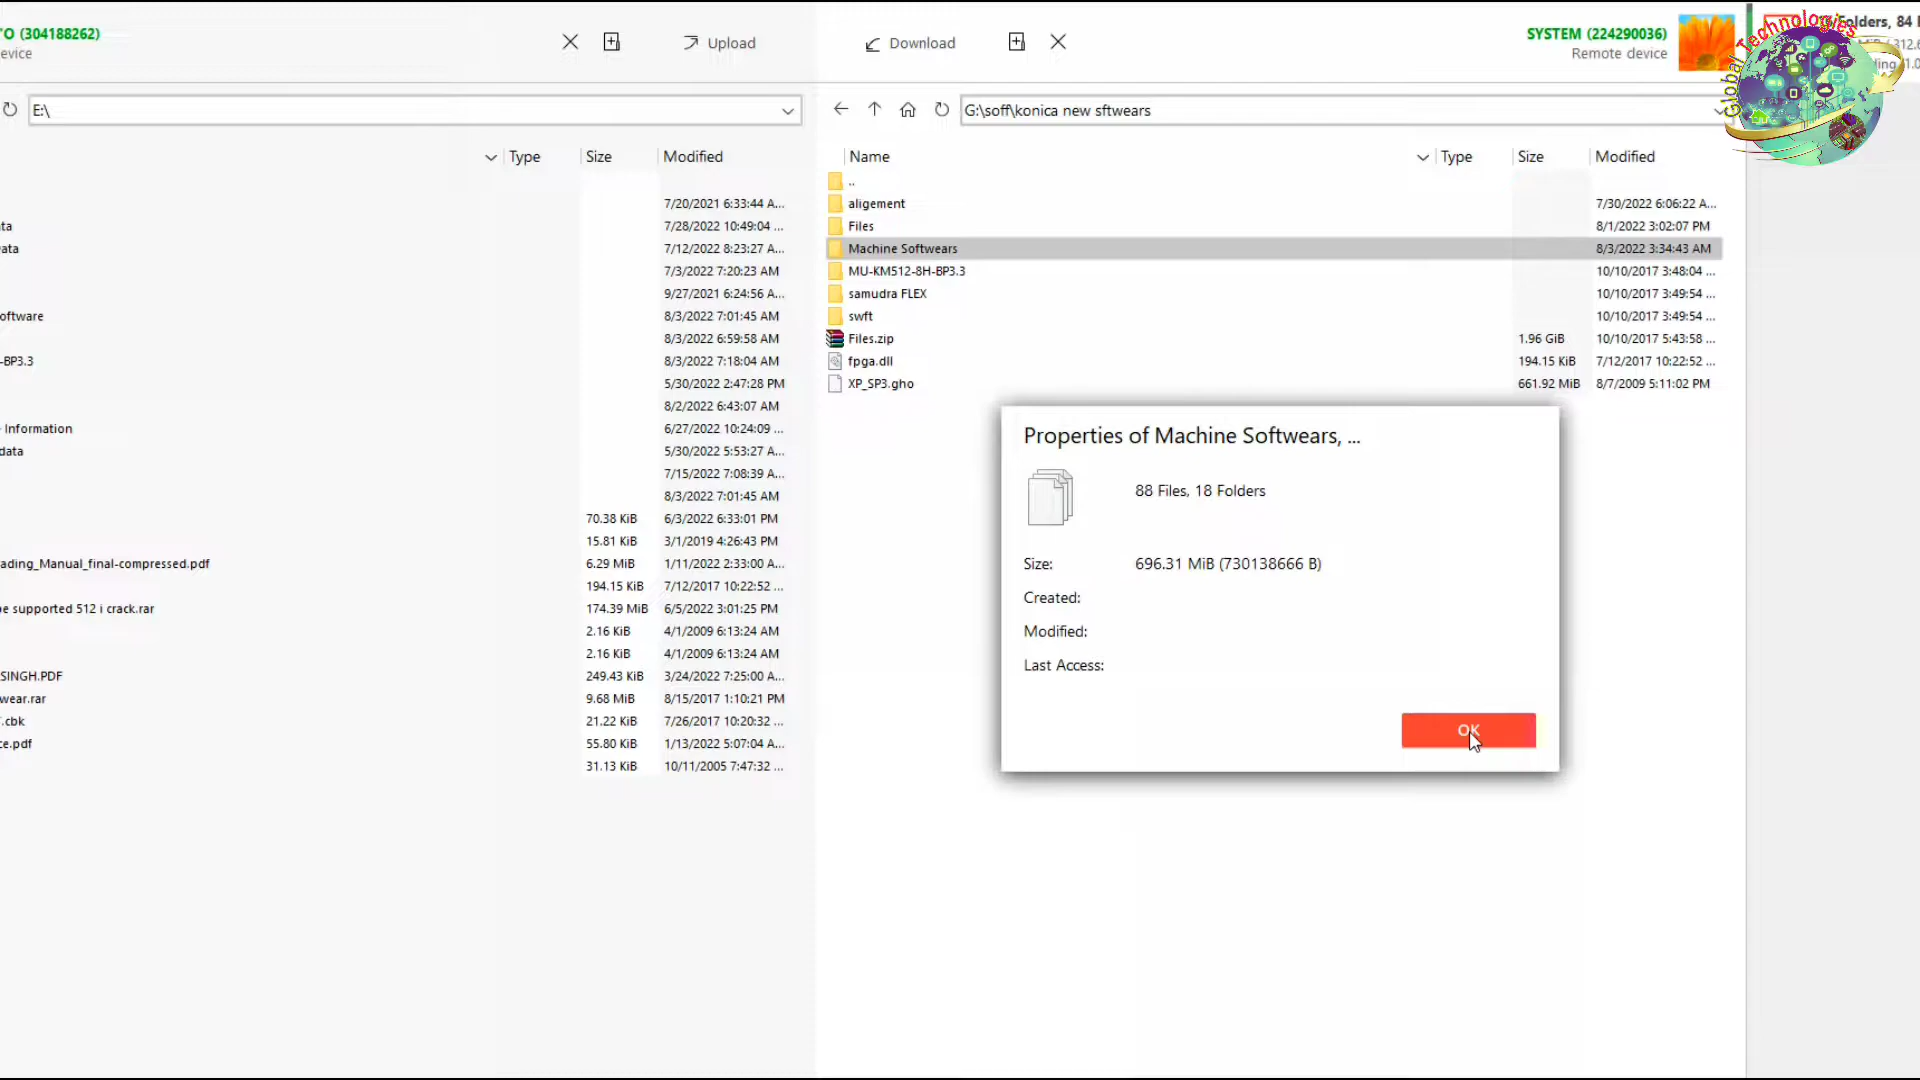 TO (304188262)
evice
Upload
Download
SYSTEM (224290036)
Remote device
Folders, 84
312.6
ding (1.0
Global Technologies
E:\
G:\soff\konica new sftwears
Type Size Modified
Name Type Size Modified
..
7/20/2021 6:33:44 A...
aligement 7/30/2022 6:06:22 A...
ta 7/28/2022 10:49:04 ...
Files 8/1/2022 3:02:07 PM
ata 7/12/2022 8:23:27 A...
Machine Softwears 8/3/2022 3:34:43 AM
7/3/2022 7:20:23 AM
MU-KM512-8H-BP3.3 10/10/2017 3:48:04 ...
9/27/2021 6:24:56 A...
samudra FLEX 10/10/2017 3:49:54 ...
oftware 8/3/2022 7:01:45 AM
swft 10/10/2017 3:49:54 ...
8/3/2022 6:59:58 AM
Files.zip 1.96 GiB 10/10/2017 5:43:58 ...
-BP3.3 8/3/2022 7:18:04 AM
fpga.dll 194.15 KiB 7/12/2017 10:22:52 ...
5/30/2022 2:47:28 PM
XP_SP3.gho 661.92 MiB 8/7/2009 5:11:02 PM
8/2/2022 6:43:07 AM
Information 6/27/2022 10:24:09 ...
data 5/30/2022 5:53:27 A...
7/15/2022 7:08:39 A...
8/3/2022 7:01:45 AM
70.38 KiB 6/3/2022 6:33:01 PM
15.81 KiB 3/1/2019 4:26:43 PM
ading_Manual_final-compressed.pdf 6.29 MiB 1/11/2022 2:33:00 A...
194.15 KiB 7/12/2017 10:22:52 ...
pe supported 512 i crack.rar 174.39 MiB 6/5/2022 3:01:25 PM
2.16 KiB 4/1/2009 6:13:24 AM
2.16 KiB 4/1/2009 6:13:24 AM
SINGH.PDF 249.43 KiB 3/24/2022 7:25:00 A...
wear.rar 9.68 MiB 8/15/2017 1:10:21 PM
.cbk 21.22 KiB 7/26/2017 10:20:32 ...
ce.pdf 55.80 KiB 1/13/2022 5:07:04 A...
31.13 KiB 10/11/2005 7:47:32 ...
Properties of Machine Softwears, ...
88 Files, 18 Folders
Size: 696.31 MiB (730138666 B)
Created:
Modified:
Last Access:
OK